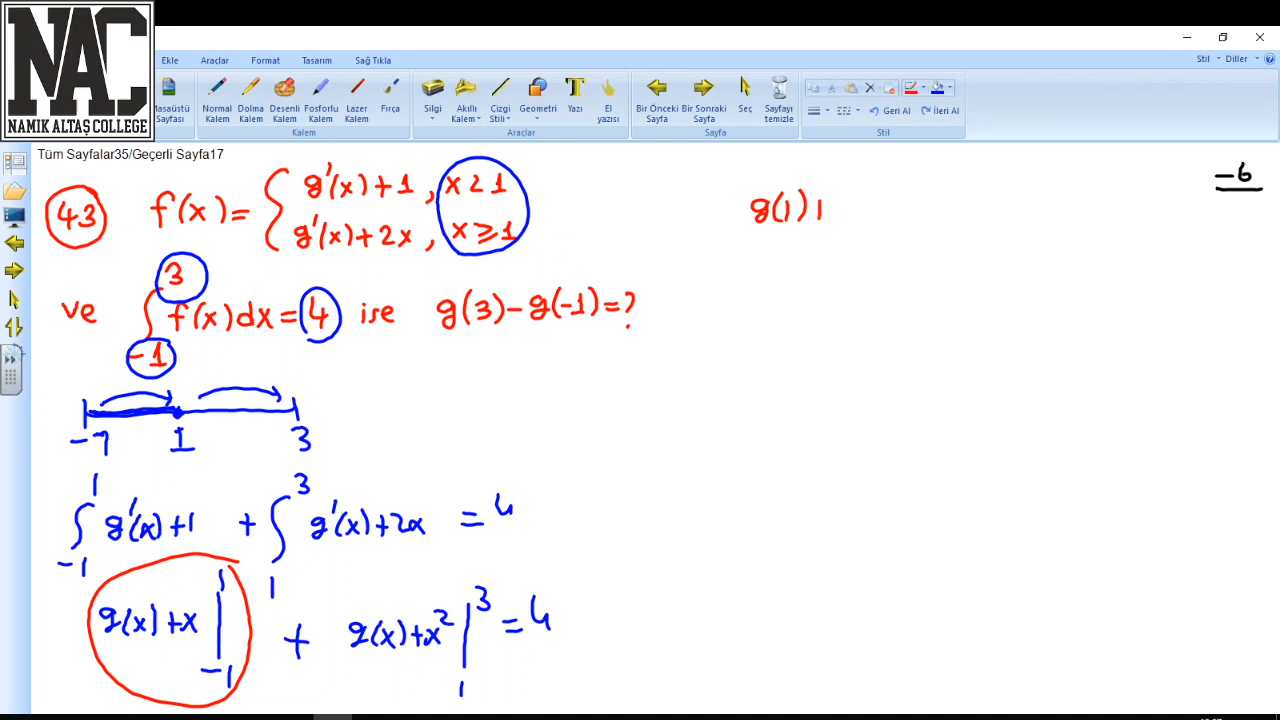 NAC
NAMIK ALTAŞ COLLEGE
Ekle Araçlar Format Tasarım Sağ Tıkla Stil Diller
Masaüstü Sayfası
Normal Kalem
Dolma Kalem
Desenli Kalem
Fosforlu Kalem
Lazer Kalem
Fırça
Silgi
Akıllı Kalem
Çizgi Stili
Geometri
Yazı
El yazısı
Bir Önceki Sayfa
Bir Sonraki Sayfa
Seç
Sayfayı temizle
Geri Al
İleri Al
Kalem Araçlar Sayfa Stil
Tüm Sayfalar35/Geçerli Sayfa17
-6
43 f(x)= { g'(x)+1 , x<1
g'(x)+2x , x≥1
g(1) 1
ve ∫_{-1}^{3} f(x)dx = 4 ise g(3)-g(-1)=?
-1 1 3
∫_{-1}^{1} g'(x)+1 + ∫_{1}^{3} g'(x)+2x = 4
g(x)+x |_{-1}^{1} + g(x)+x² |_{1}^{3} = 4